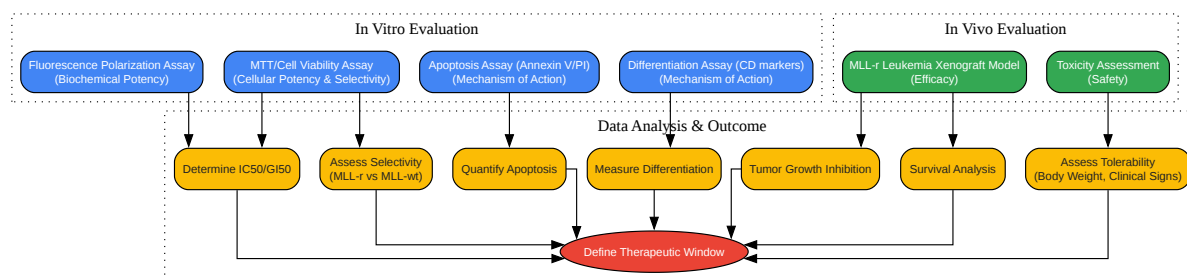 In Vitro Evaluation
In Vivo Evaluation
Fluorescence Polarization Assay
(Biochemical Potency)
MTT/Cell Viability Assay
(Cellular Potency & Selectivity)
Apoptosis Assay (Annexin V/PI)
(Mechanism of Action)
Differentiation Assay (CD markers)
(Mechanism of Action)
MLL-r Leukemia Xenograft Model
(Efficacy)
Toxicity Assessment
(Safety)
Data Analysis & Outcome
Determine IC50/GI50
Assess Selectivity
(MLL-r vs MLL-wt)
Quantify Apoptosis
Measure Differentiation
Tumor Growth Inhibition
Survival Analysis
Assess Tolerability
(Body Weight, Clinical Signs)
Define Therapeutic Window